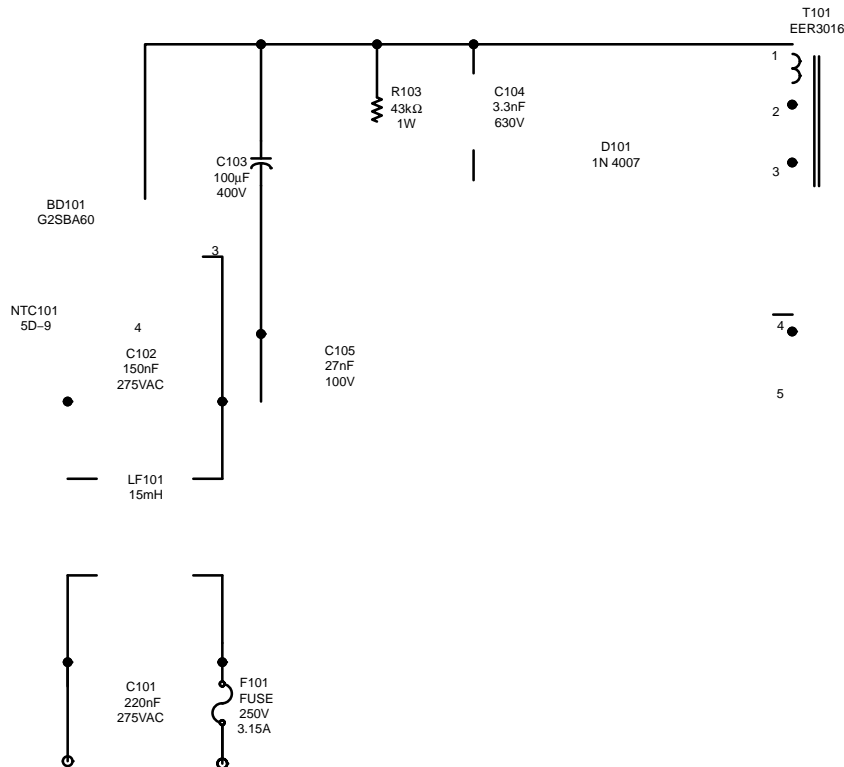 T101
EER3016
1
R103
43kΩ
1W
C104
3.3nF
630V
2
D101
1N 4007
3
C103
100μF
400V
BD101
G2SBA60
3
NTC101
5D−9
4
4
C102
150nF
275VAC
C105
27nF
100V
5
LF101
15mH
C101
220nF
275VAC
F101
FUSE
250V
3.15A